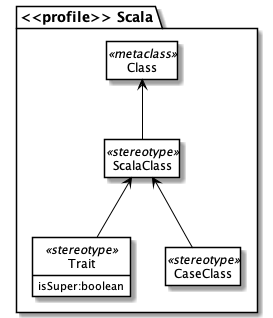 <<profile>> Scala
«metaclass»
Class
«stereotype»
ScalaClass
«stereotype»
Trait
isSuper:boolean
«stereotype»
CaseClass